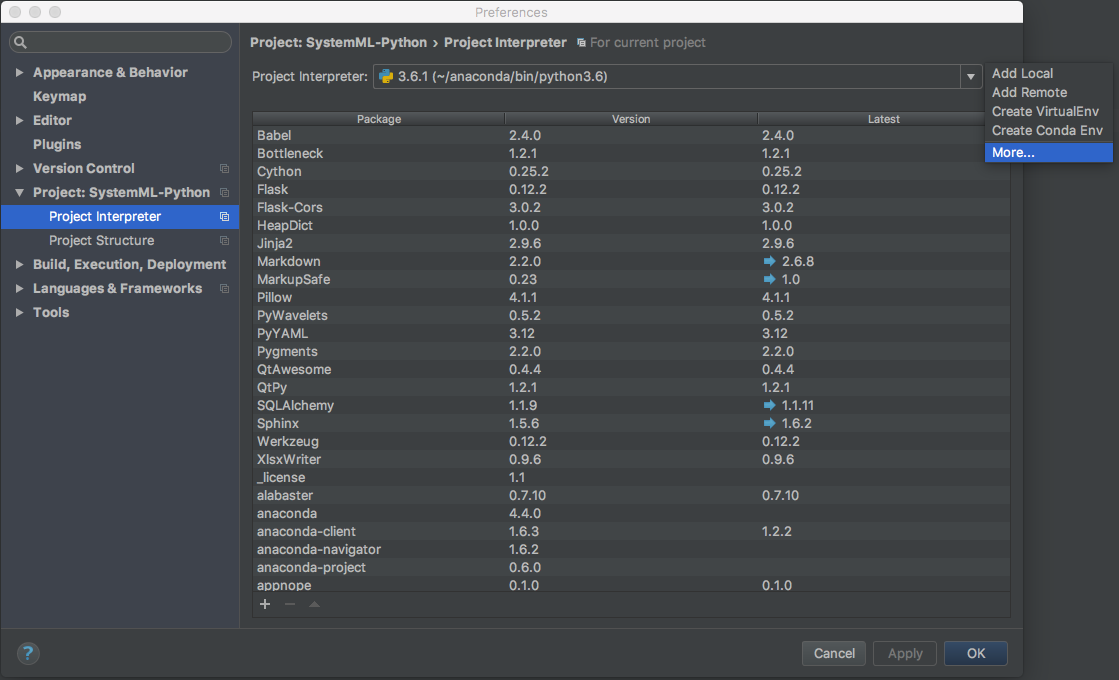 Preferences
Project: SystemML-Python › Project Interpreter For current project
Project Interpreter: 3.6.1 (~/anaconda/bin/python3.6)
Add Local
Add Remote
Create VirtualEnv
Create Conda Env
More...
Appearance & Behavior
Keymap
Editor
Plugins
Version Control
Project: SystemML-Python
Project Interpreter
Project Structure
Build, Execution, Deployment
Languages & Frameworks
Tools
Package Version Latest
Babel 2.4.0 2.4.0
Bottleneck 1.2.1 1.2.1
Cython 0.25.2 0.25.2
Flask 0.12.2 0.12.2
Flask-Cors 3.0.2 3.0.2
HeapDict 1.0.0 1.0.0
Jinja2 2.9.6 2.9.6
Markdown 2.2.0 2.6.8
MarkupSafe 0.23 1.0
Pillow 4.1.1 4.1.1
PyWavelets 0.5.2 0.5.2
PyYAML 3.12 3.12
Pygments 2.2.0 2.2.0
QtAwesome 0.4.4 0.4.4
QtPy 1.2.1 1.2.1
SQLAlchemy 1.1.9 1.1.11
Sphinx 1.5.6 1.6.2
Werkzeug 0.12.2 0.12.2
XlsxWriter 0.9.6 0.9.6
_license 1.1
alabaster 0.7.10 0.7.10
anaconda 4.4.0
anaconda-client 1.6.3 1.2.2
anaconda-navigator 1.6.2
anaconda-project 0.6.0
appnope 0.1.0 0.1.0
? Cancel Apply OK